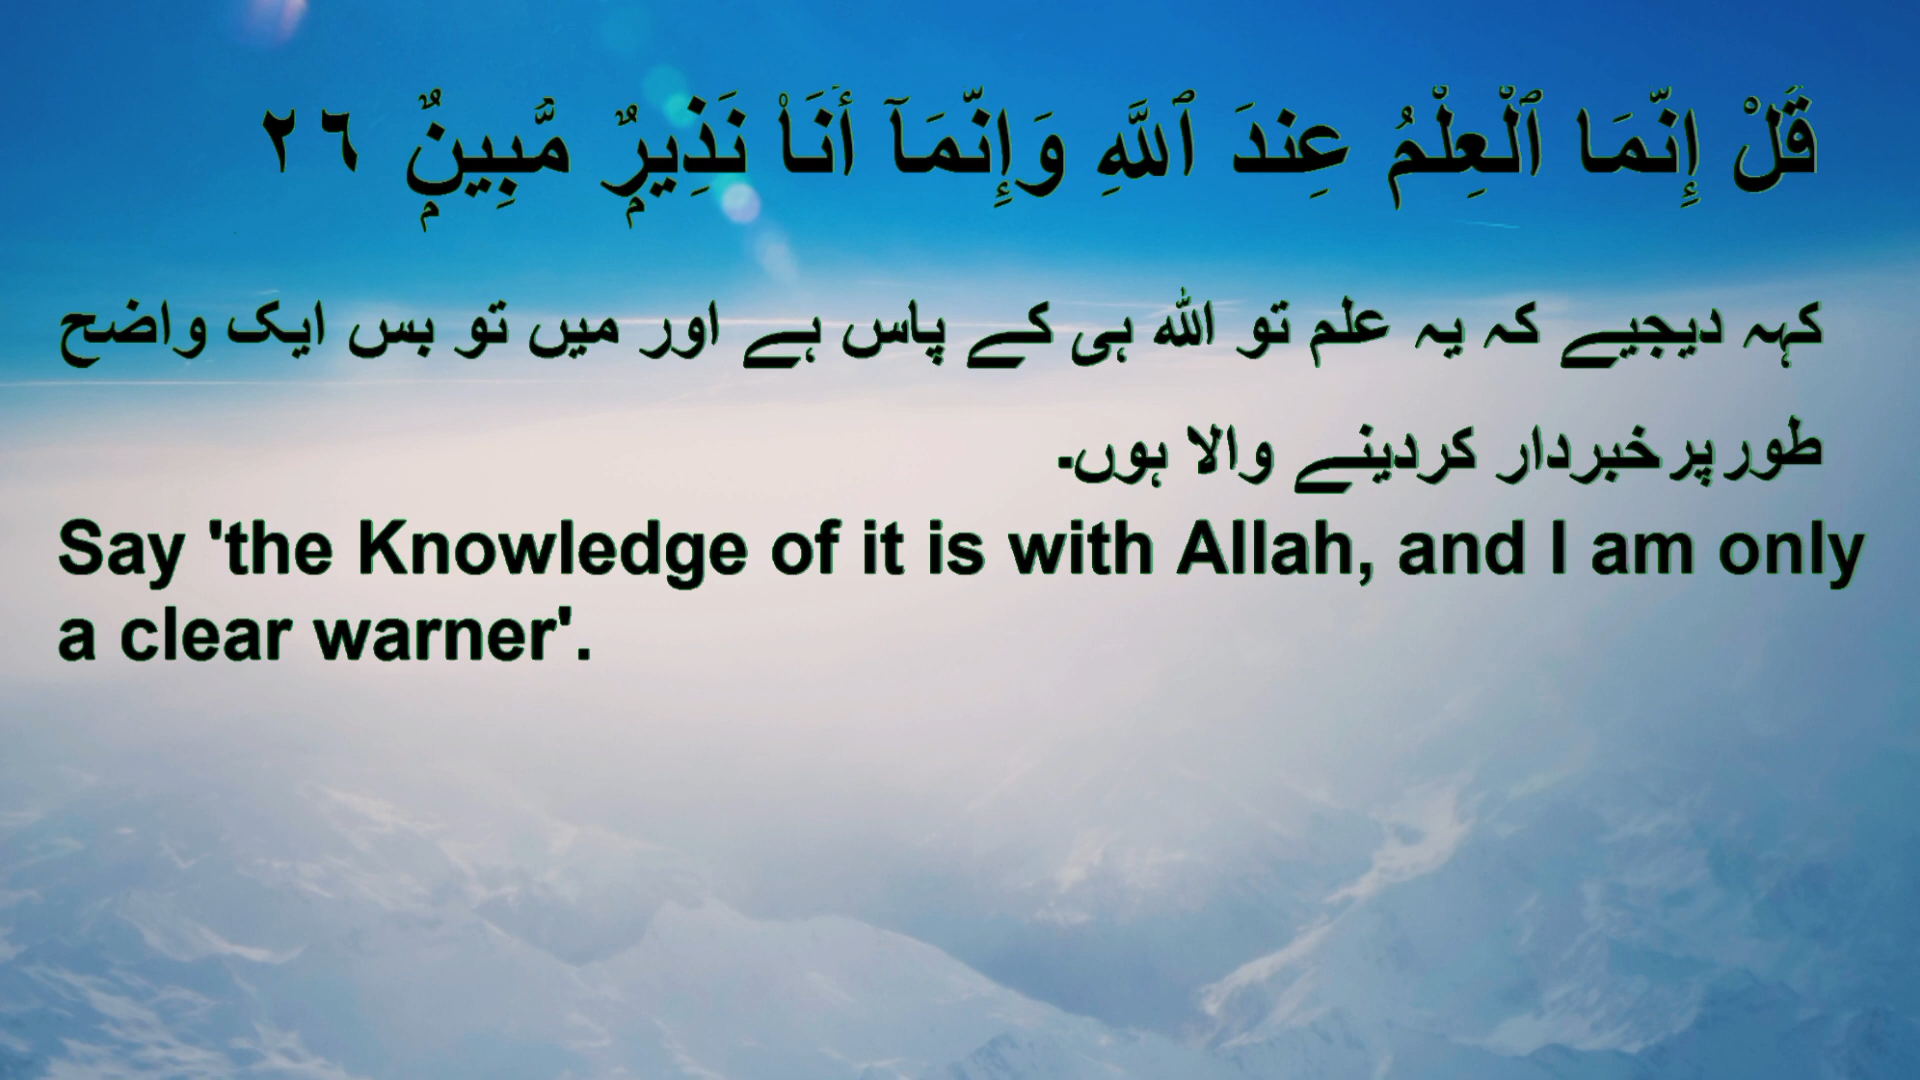 قُلْ إِنَّمَا ٱلْعِلْمُ عِندَ ٱللَّهِ وَإِنَّمَآ أَنَا۠ نَذِيرٌۭ مُّبِينٌۭ ٢٦
کہہ دیجیے کہ یہ علم تو اللہ ہی کے پاس ہے اور میں تو بس ایک واضح
طور پر خبردار کردینے والا ہوں۔
Say 'the Knowledge of it is with Allah, and I am only
a clear warner'.